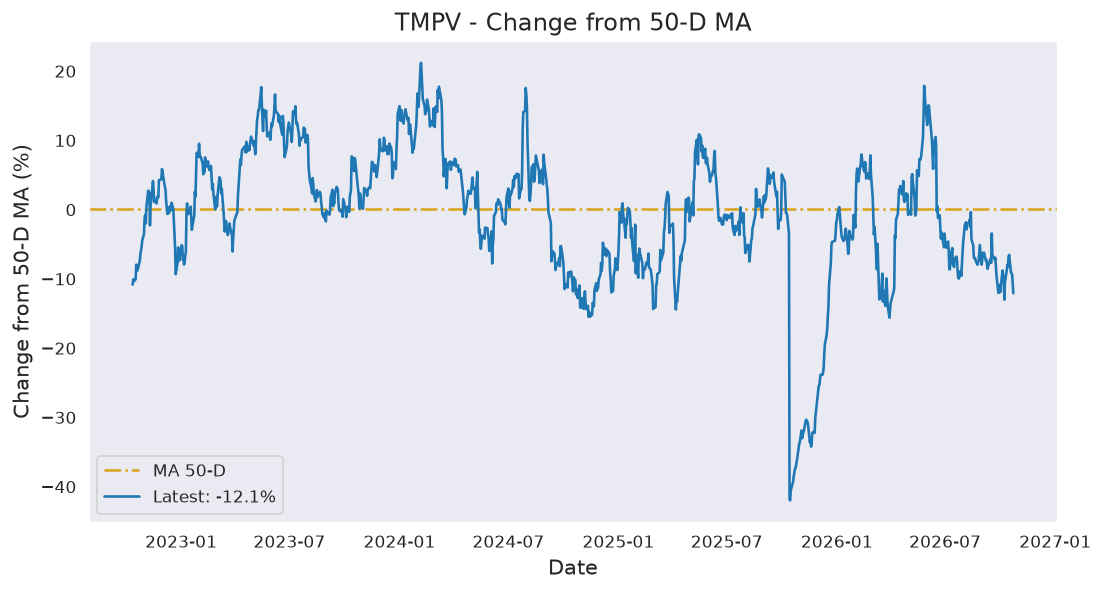 TMPV - Change from 50-D MA
Change from 50-D MA (%)
20
10
0
−10
−20
−30
−40
MA 50-D
Latest: -12.1%
2023-01 2023-07 2024-01 2024-07 2025-01 2025-07 2026-01 2026-07 2027-01
Date